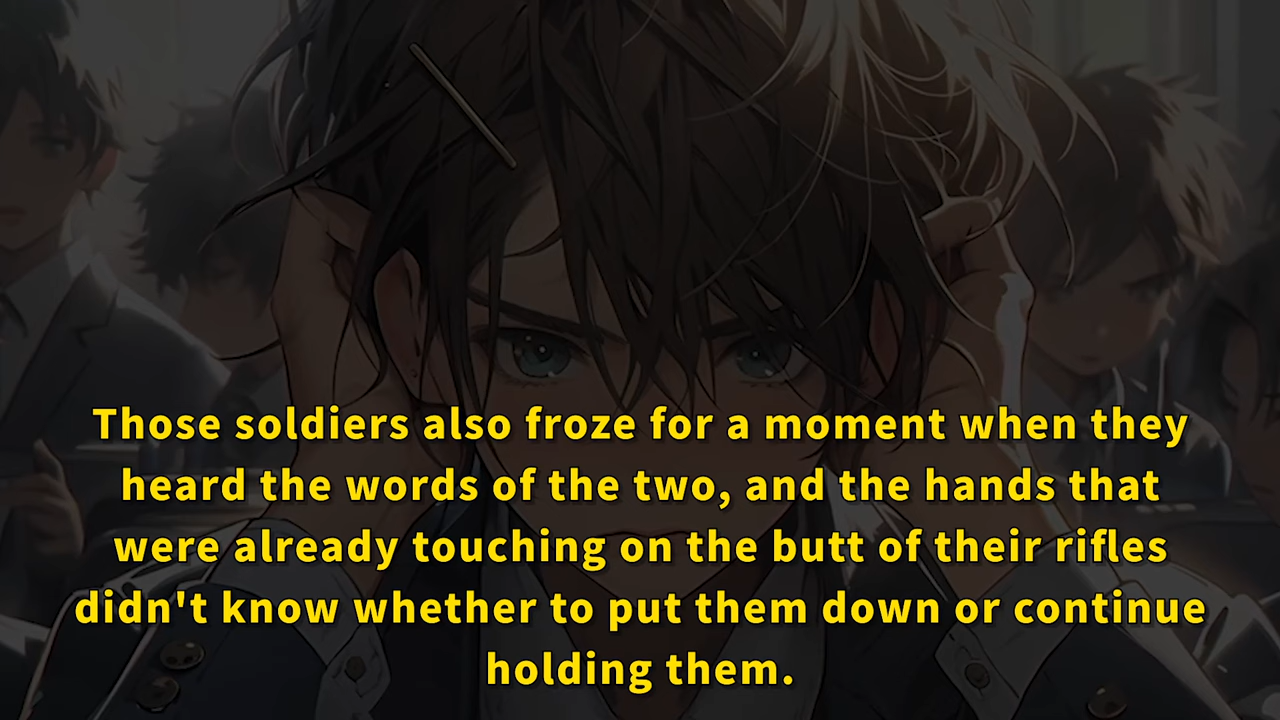 Those soldiers also froze for a moment when they
heard the words of the two, and the hands that
were already touching on the butt of their rifles
didn't know whether to put them down or continue
holding them.